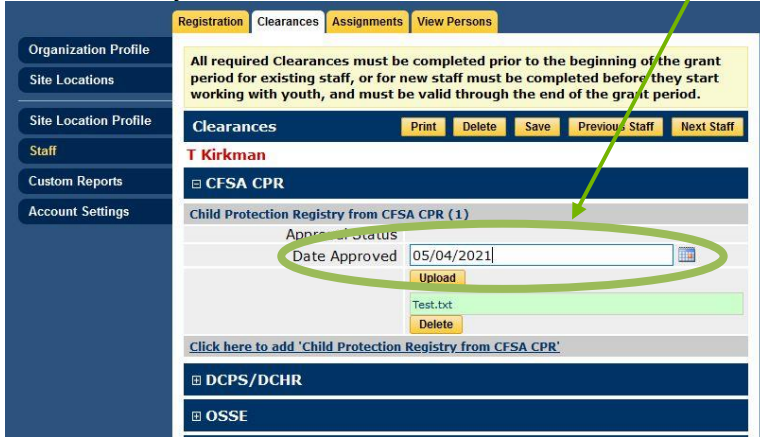 Registration Clearances Assignments View Persons
Organization Profile
Site Locations
Site Location Profile
Staff
Custom Reports
Account Settings
All required Clearances must be completed prior to the beginning of the grant
period for existing staff, or for new staff must be completed before they start
working with youth, and must be valid through the end of the grant period.
Clearances Print Delete Save Previous Staff Next Staff
T Kirkman
CFSA CPR
Child Protection Registry from CFSA CPR (1)
Approval Status
Date Approved 05/04/2021
Upload
Test.txt
Delete
Click here to add 'Child Protection Registry from CFSA CPR'
DCPS/DCHR
OSSE